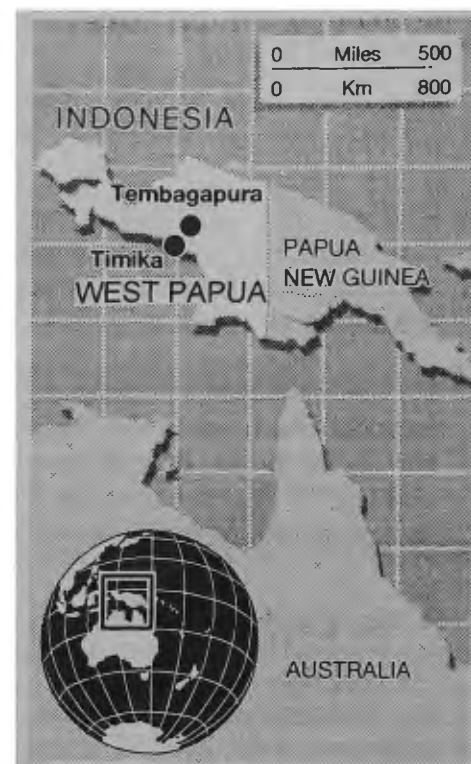 0 Miles 500
0 Km 800
INDONESIA
Tembagapura
Timika
PAPUA
NEW GUINEA
WEST PAPUA
AUSTRALIA